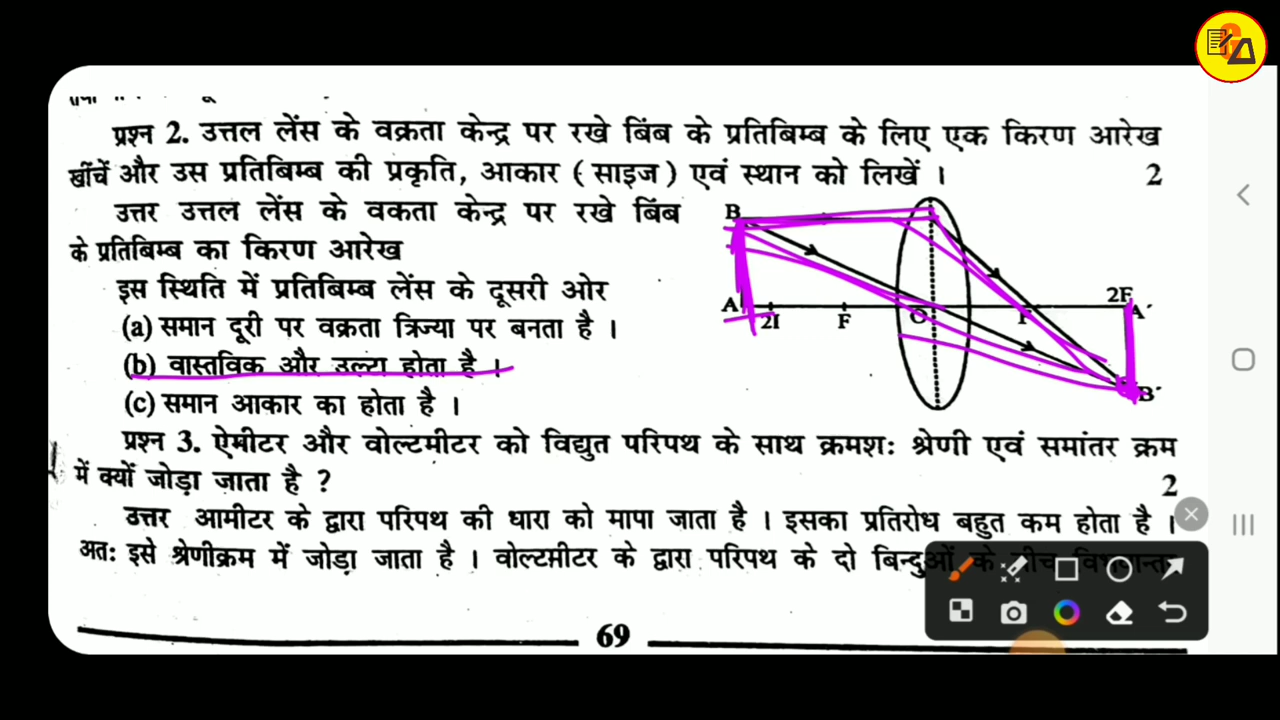 प्रश्न 2. उत्तल लेंस के वक्रता केन्द्र पर रखे बिंब के प्रतिबिम्ब के लिए एक किरण आरेख
खींचें और उस प्रतिबिम्ब की प्रकृति, आकार ( साइज ) एवं स्थान को लिखें । 2
उत्तर उत्तल लेंस के वकता केन्द्र पर रखे बिंब
के प्रतिबिम्ब का किरण आरेख
इस स्थिति में प्रतिबिम्ब लेंस के दूसरी ओर
(a) समान दूरी पर वक्रता त्रिज्या पर बनता है ।
(b) वास्तविक और उल्टा होता है ।
(c) समान आकार का होता है ।
B
A
F
C
F
2F
A'
B'
प्रश्न 3. ऐमीटर और वोल्टमीटर को विद्युत परिपथ के साथ क्रमशः श्रेणी एवं समांतर क्रम
में क्यों जोड़ा जाता है ? 2
उत्तर आमीटर के द्वारा परिपथ की धारा को मापा जाता है । इसका प्रतिरोध बहुत कम होता है ।
अतः इसे श्रेणीक्रम में जोड़ा जाता है । वोल्टमीटर के द्वारा परिपथ के दो बिन्दुओं के बीच
69